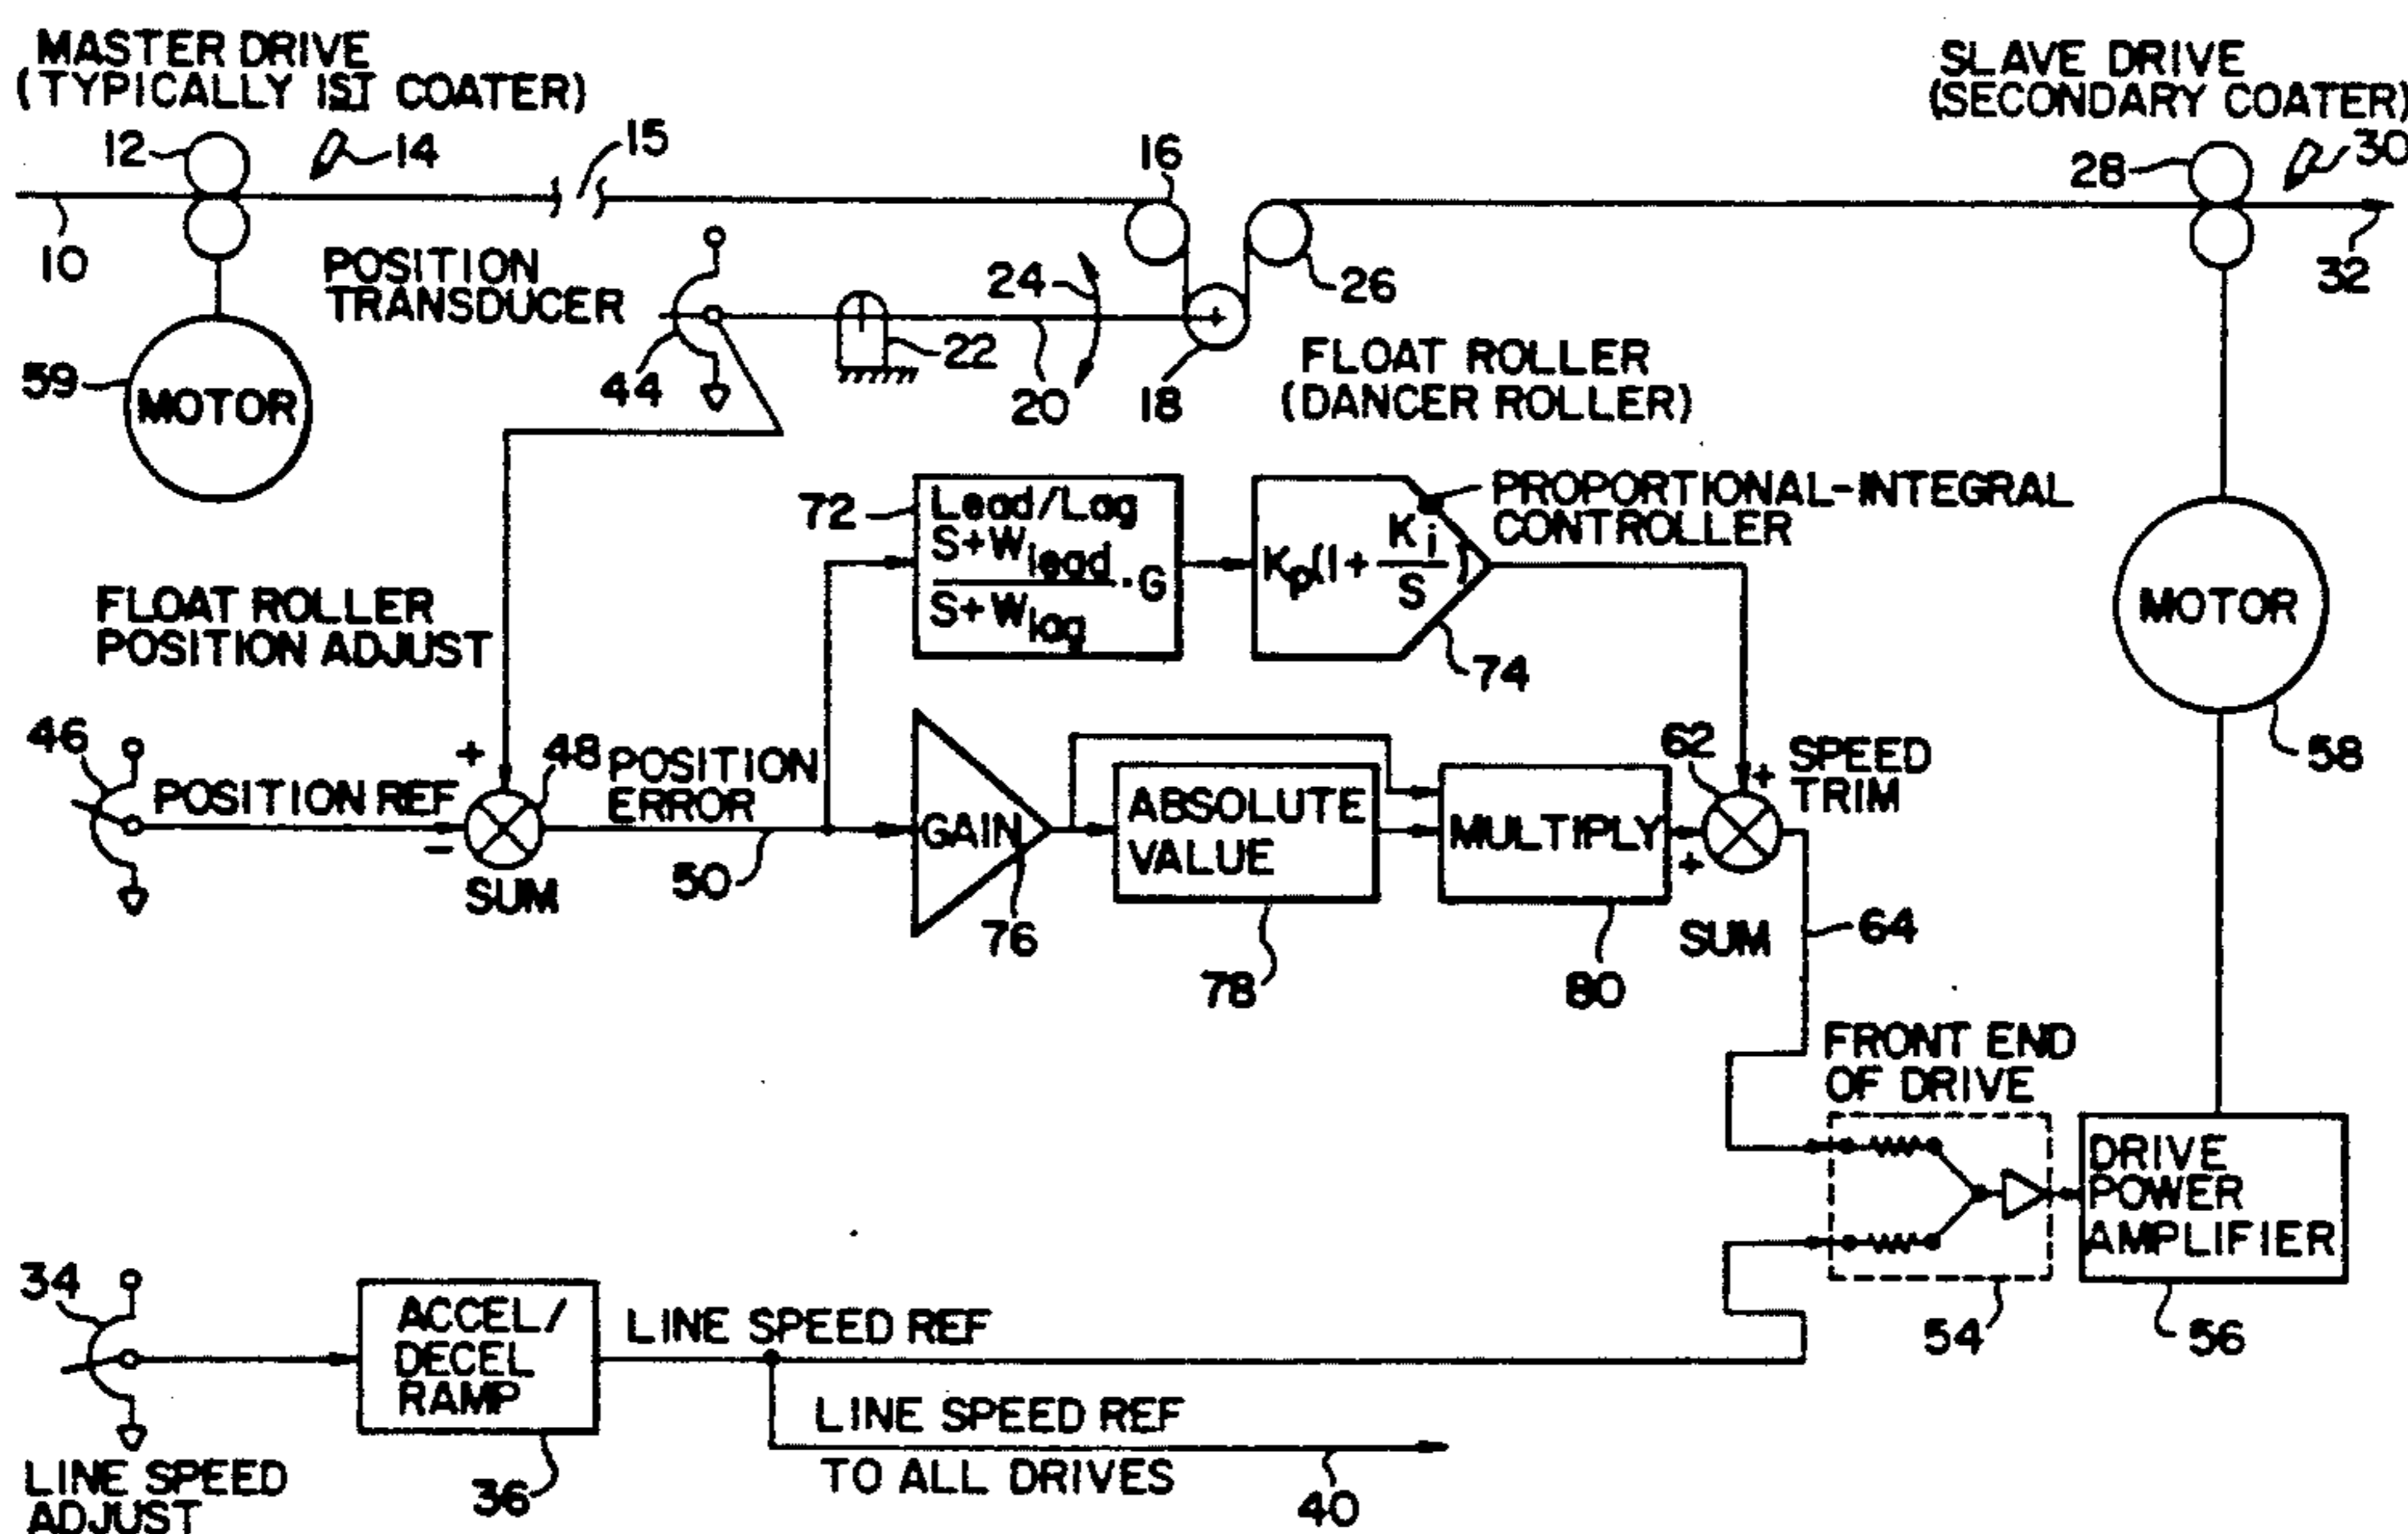 MASTER DRIVE
(TYPICALLY 1ST COATER)
SLAVE DRIVE
(SECONDARY COATER)
12
14
15
16
28
30
10
POSITION
TRANSDUCER
24
26
32
59
MOTOR
44
22
20
18
FLOAT ROLLER
(DANCER ROLLER)
72
Lead/Lag
S+Wlead
S+Wlag
·G
Kp(1+
Ki
S
)
PROPORTIONAL-INTEGRAL
CONTROLLER
74
MOTOR
58
FLOAT ROLLER
POSITION ADJUST
46
POSITION REF
+
-
48
SUM
POSITION
ERROR
50
GAIN
76
ABSOLUTE
VALUE
78
MULTIPLY
80
62
+
+
SPEED
TRIM
SUM
64
FRONT END
OF DRIVE
54
DRIVE
POWER
AMPLIFIER
56
34
ACCEL/
DECEL
RAMP
36
LINE SPEED REF
LINE SPEED REF
TO ALL DRIVES
40
LINE SPEED
ADJUST